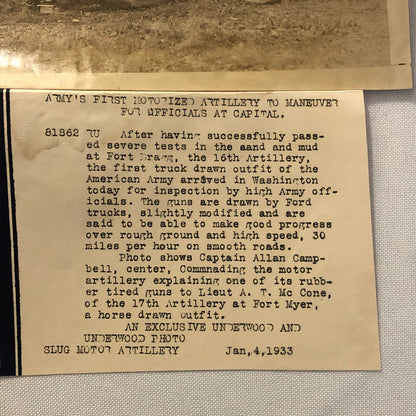 ARMY'S FIRST MOTORIZED ARTILLERY TO MANEUVER
FOR OFFICIALS AT CAPITAL.
81862 RU After having successfully pass-
ed severe tests in the aand and mud
at Fort Bragg, the 16th Artillery,
the first truck drawn outfit of the
American Army arrived in Washington
today for inspection by high Army off-
icials. The guns are drawn by Ford
trucks, slightly modified and are
said to be able to make good progress
over rough ground and high speed, 30
miles per hour on smooth roads.
Photo shows Captain Allan Camp-
bell, center, Commnading the motor
artillery explaining one of its rubb-
er tired guns to Lieut A. T. Mc Cone,
of the 17th Artillery at Fort Myer,
a horse drawn outfit.
AN EXCLUSIVE UNDERWOOD AND
UNDERWOOD PHOTO
SLUG MOTOR ARTILLERY Jan,4,1933